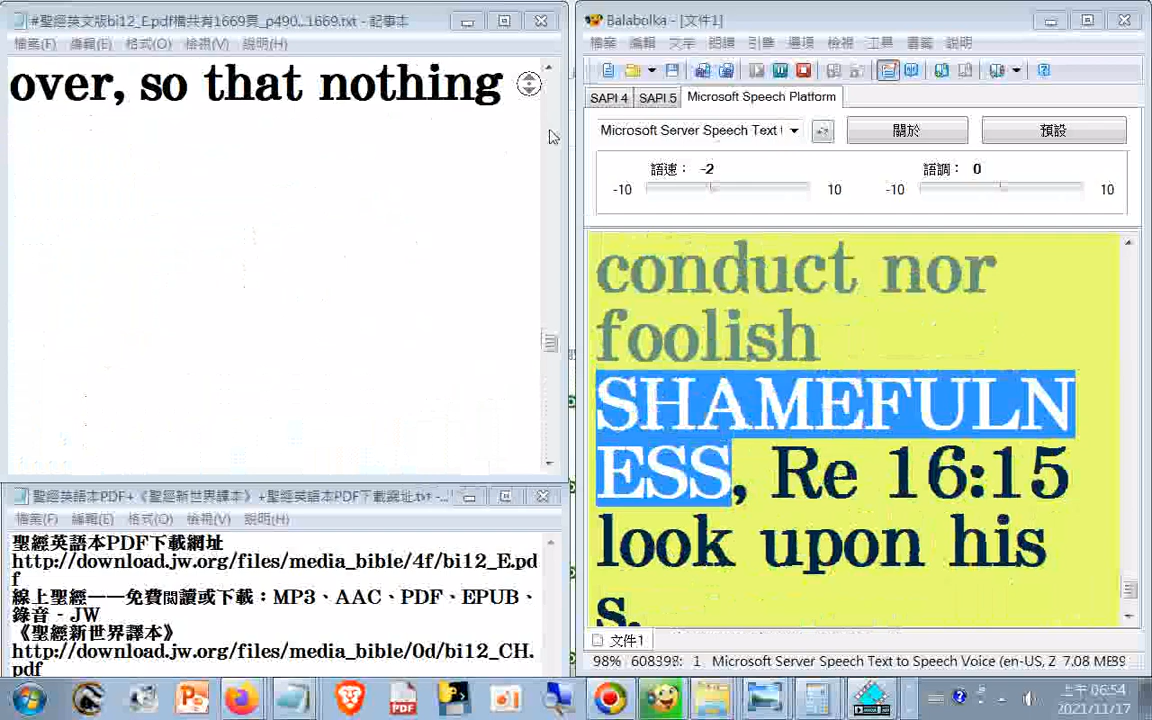 #聖經英文版bi12_E.pdf檔共有1669頁_p490...1669.txt - 記事本
檔案(F) 編輯(E) 格式(O) 檢視(V) 說明(H)
over, so that nothing
聖經英語本PDF+《聖經新世界譯本》+聖經英語本PDF下載網址.txt - ...
檔案(F) 編輯(E) 格式(O) 檢視(V) 說明(H)
聖經英語本PDF下載網址
http://download.jw.org/files/media_bible/4f/bi12_E.pd
f
線上聖經──免費閱讀或下載：MP3、AAC、PDF、EPUB、
錄音 - JW
《聖經新世界譯本》
http://download.jw.org/files/media_bible/0d/bi12_CH.
pdf
Balabolka - [文件1]
檔案 編輯 文字 朗讀 引擎 選項 檢視 工具 書籤 說明
SAPI 4 SAPI 5 Microsoft Speech Platform
Microsoft Server Speech Text
關於 預設
語速： -2 語調： 0
-10 10 -10 10
conduct nor
foolish
SHAMEFULN
ESS, Re 16:15
look upon his
s.
文件1
98% 1 Microsoft Server Speech Text to Speech Voice (en-US, Z 7.08 MB
上午 06:54
2021/11/17